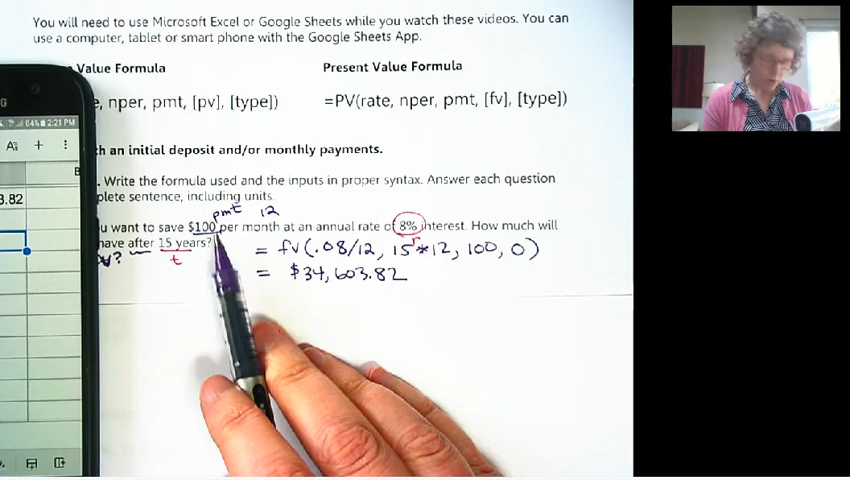 You will need to use Microsoft Excel or Google Sheets while you watch these videos. You can
use a computer, tablet or smart phone with the Google Sheets App.
Value Formula Present Value Formula
nper, pmt, [pv], [type]) =PV(rate, nper, pmt, [fv], [type])
84% 2:21 PM
an initial deposit and/or monthly payments.
Write the formula used and the inputs in proper syntax. Answer each question
sentence, including units.
3.82
pmt 12
want to save $100 per month at an annual rate of 8% interest. How much will
have after 15 years?
r
t
= fv(.08/12, 15*12, 100, 0)
= $34,603.82